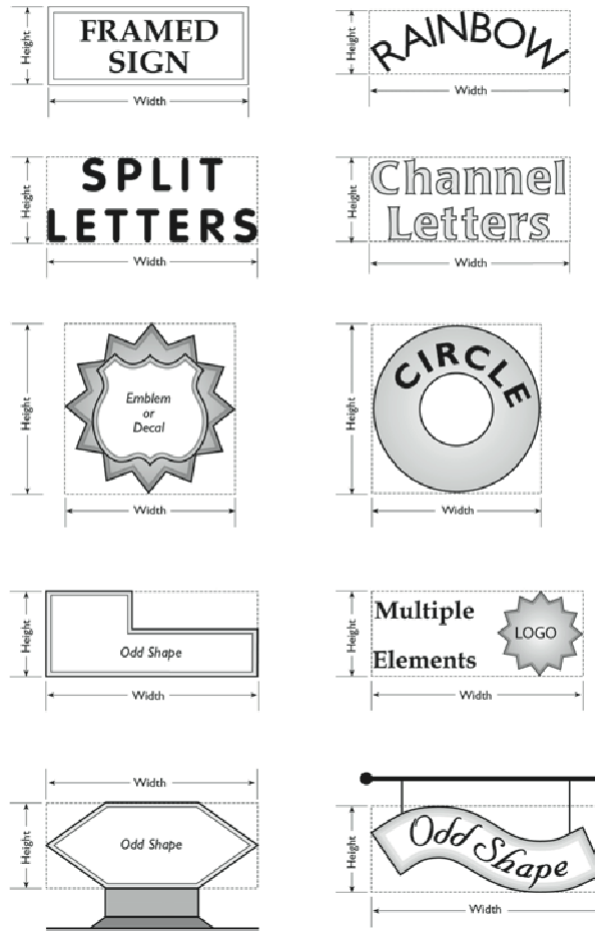 Height
FRAMED
SIGN
Width
Height
RAINBOW
Width
Height
SPLIT
LETTERS
Width
Height
Channel
Letters
Width
Height
Emblem
or
Decal
Width
Height
CIRCLE
Width
Height
Odd Shape
Width
Height
Multiple
Elements
LOGO
Width
Width
Height
Odd Shape
Height
Odd Shape
Width